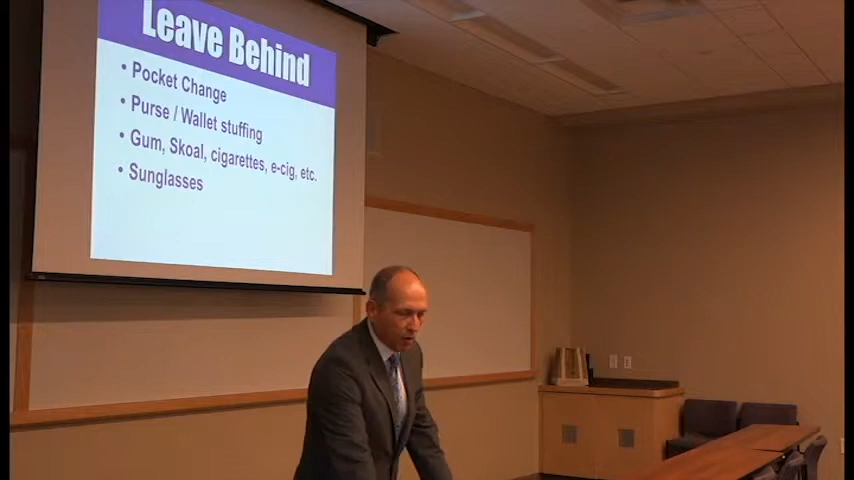 Leave Behind
• Pocket Change
• Purse / Wallet stuffing
• Gum, Skoal, cigarettes, e-cig, etc.
• Sunglasses